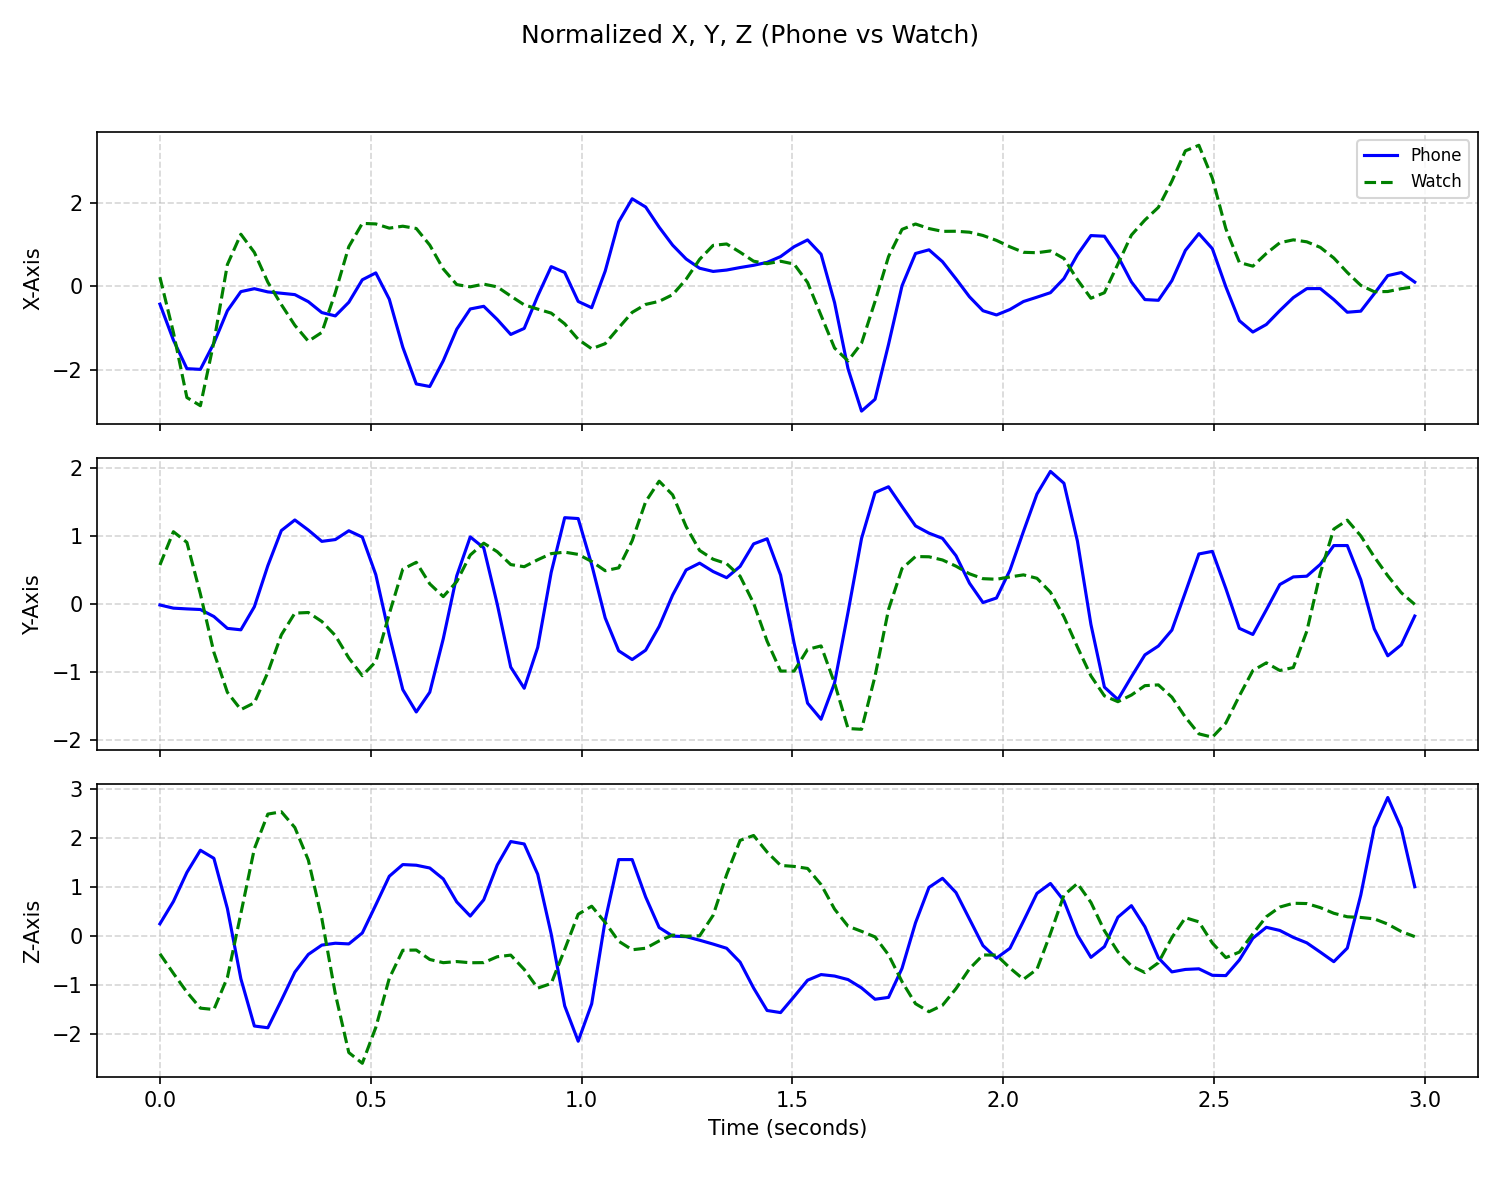 Normalized X, Y, Z (Phone vs Watch)
Phone
Watch
X-Axis
2
0
−2
Y-Axis
2
1
0
−1
−2
Z-Axis
3
2
1
0
−1
−2
0.0 0.5 1.0 1.5 2.0 2.5 3.0
Time (seconds)